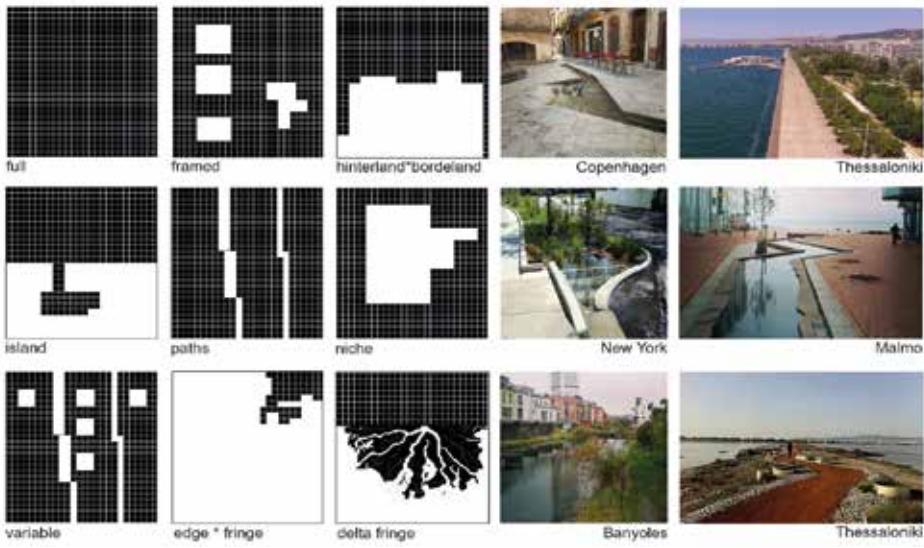 full
framed
hinterland*bordeland
Copenhagen
Thessaloniki
island
paths
niche
New York
Malmo
variable
edge * fringe
delta fringe
Banyoles
Thessaloniki